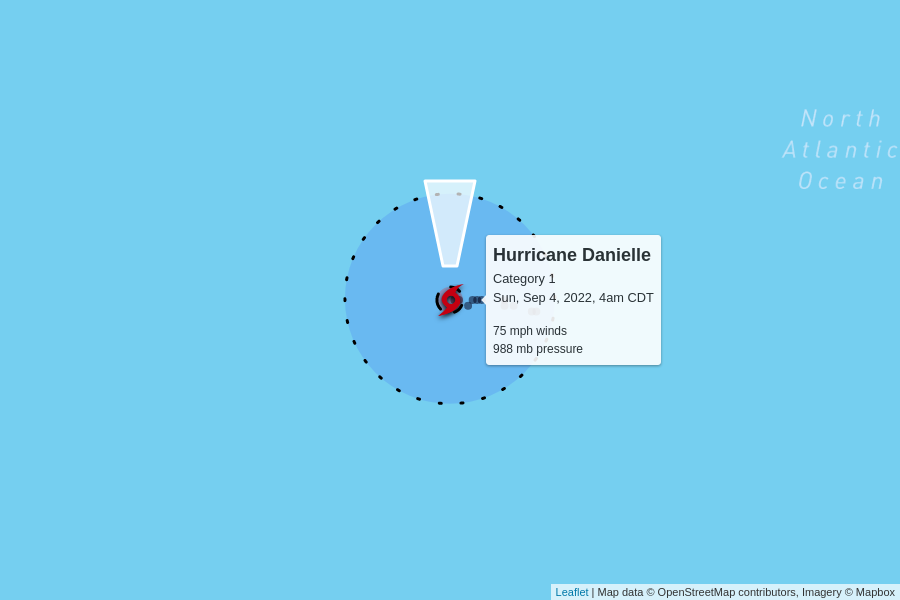 North
Atlantic
Ocean
Hurricane Danielle
Category 1
Sun, Sep 4, 2022, 4am CDT
75 mph winds
988 mb pressure
Leaflet | Map data © OpenStreetMap contributors, Imagery © Mapbox